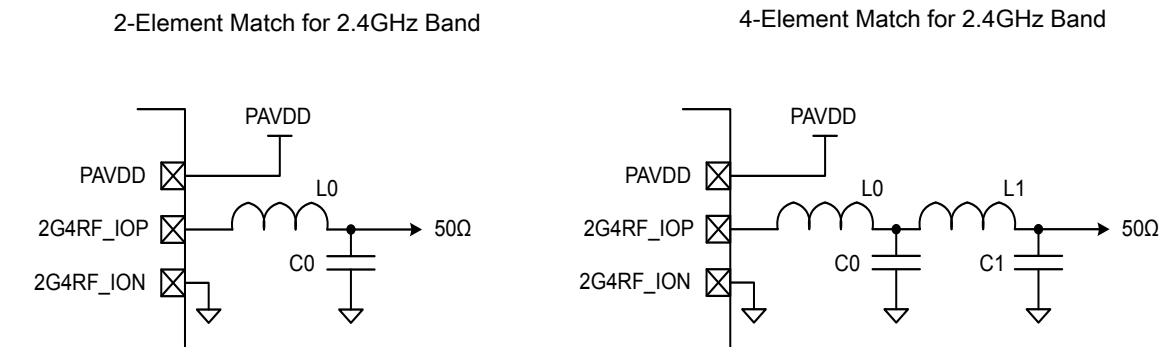 2-Element Match for 2.4GHz Band
PAVDD
PAVDD
L0
2G4RF_IOP
50Ω
C0
2G4RF_ION
4-Element Match for 2.4GHz Band
PAVDD
PAVDD
L0
L1
2G4RF_IOP
50Ω
C0
C1
2G4RF_ION